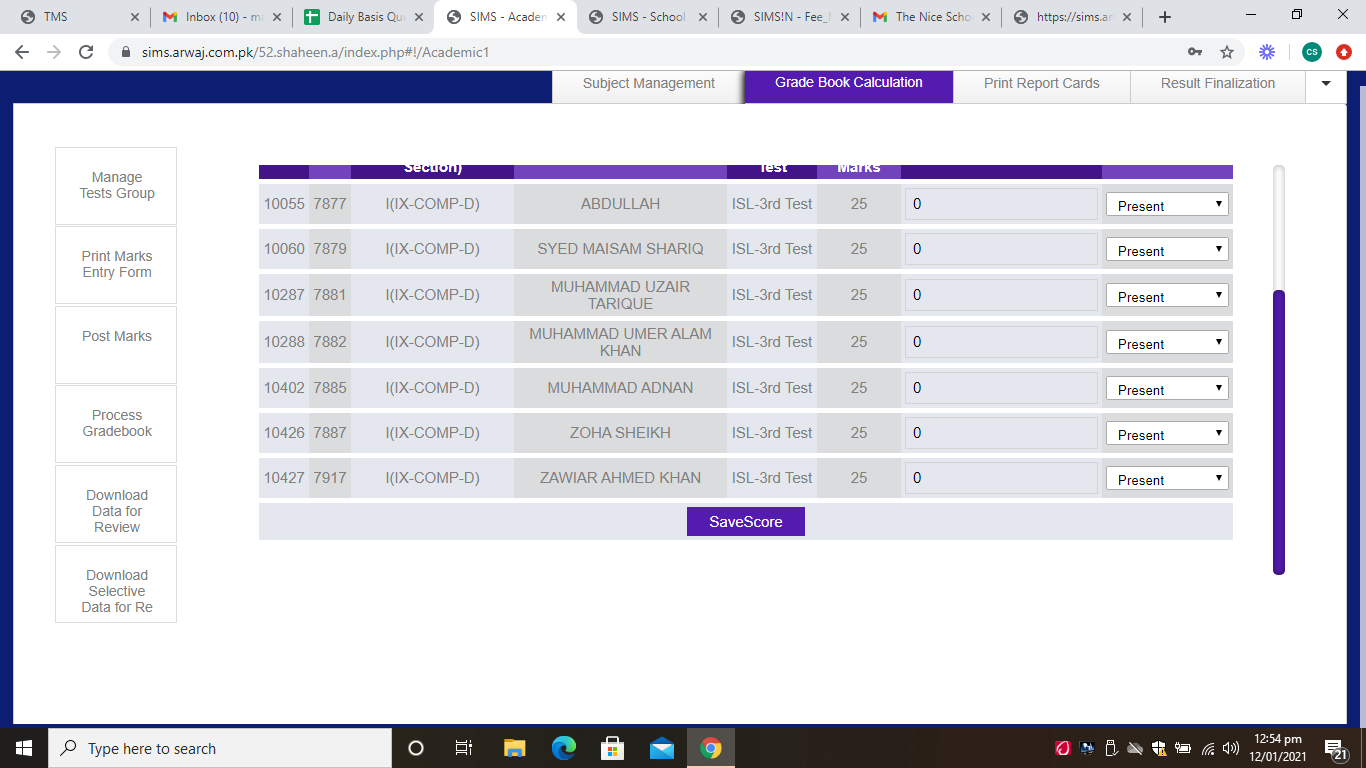 TMS
Inbox (10) - m
Daily Basis Qu
SIMS - Academ
SIMS - School
SIMS!N - Fee_
The Nice Scho
https://sims.ar
sims.arwaj.com.pk/52.shaheen.a/index.php#!/Academic1
CS
Subject Management
Grade Book Calculation
Print Report Cards
Result Finalization
Manage
Tests Group
Print Marks
Entry Form
Post Marks
Process
Gradebook
Download
Data for
Review
Download
Selective
Data for Re
Section) Test Marks
10055 7877 I(IX-COMP-D) ABDULLAH ISL-3rd Test 25 0 Present
10060 7879 I(IX-COMP-D) SYED MAISAM SHARIQ ISL-3rd Test 25 0 Present
10287 7881 I(IX-COMP-D) MUHAMMAD UZAIR
TARIQUE ISL-3rd Test 25 0 Present
10288 7882 I(IX-COMP-D) MUHAMMAD UMER ALAM
KHAN ISL-3rd Test 25 0 Present
10402 7885 I(IX-COMP-D) MUHAMMAD ADNAN ISL-3rd Test 25 0 Present
10426 7887 I(IX-COMP-D) ZOHA SHEIKH ISL-3rd Test 25 0 Present
10427 7917 I(IX-COMP-D) ZAWIAR AHMED KHAN ISL-3rd Test 25 0 Present
SaveScore
Type here to search
12:54 pm
12/01/2021
21